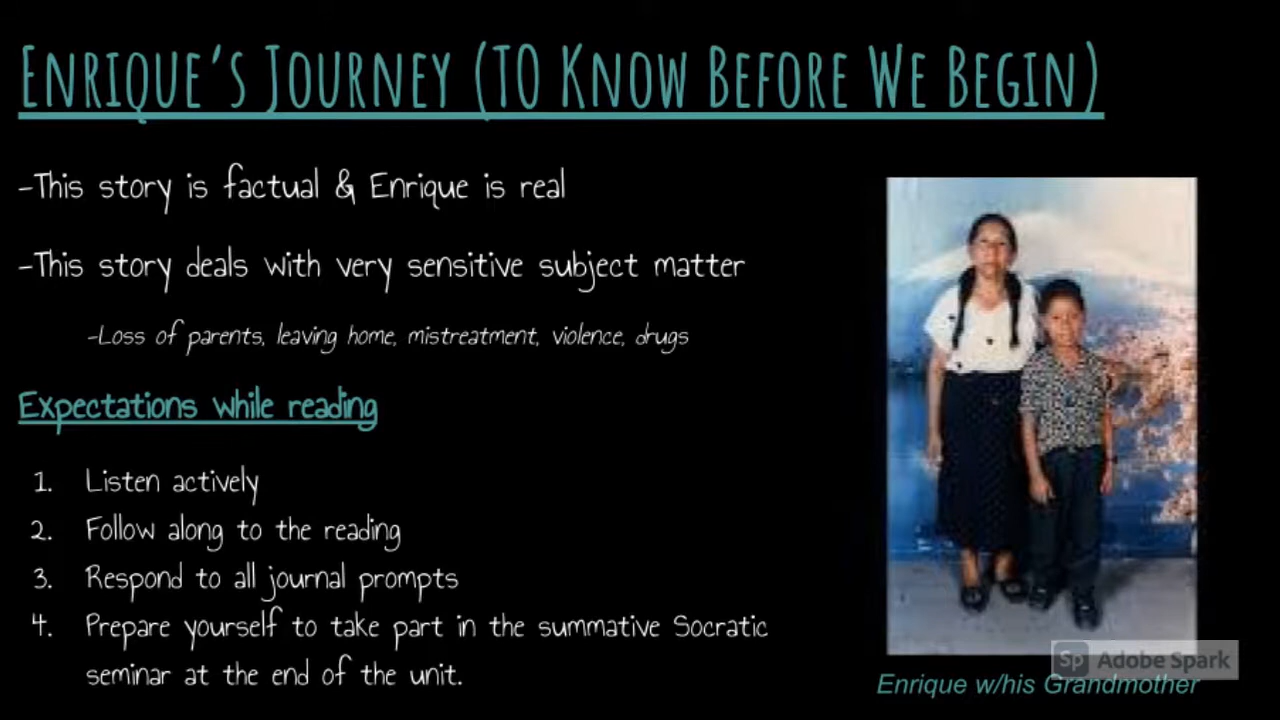 Enrique's Journey (TO Know Before We Begin)
-This story is factual & Enrique is real
-This story deals with very sensitive subject matter
-Loss of parents, leaving home, mistreatment, violence, drugs
Expectations while reading
1. Listen actively
2. Follow along to the reading
3. Respond to all journal prompts
4. Prepare yourself to take part in the summative Socratic
seminar at the end of the unit.
Sp Adobe Spark
Enrique w/his Grandmother